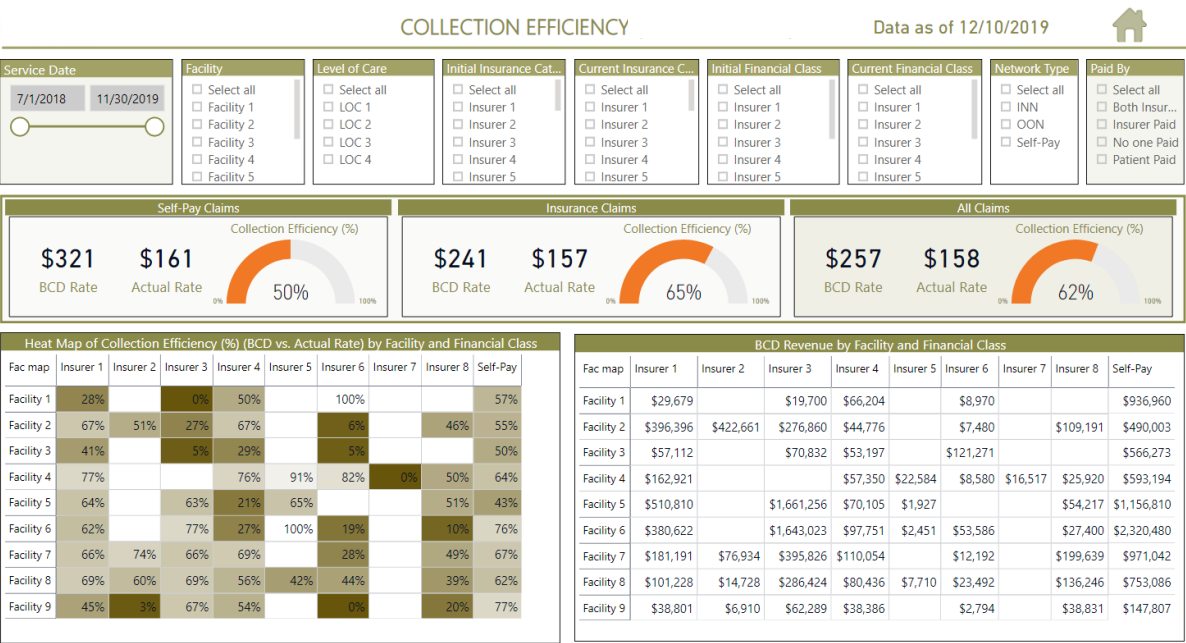 COLLECTION EFFICIENCY
Data as of 12/10/2019
Service Date
7/1/2018 11/30/2019
Facility
Select all
Facility 1
Facility 2
Facility 3
Facility 4
Facility 5
Level of Care
Select all
LOC 1
LOC 2
LOC 3
LOC 4
Initial Insurance Cat...
Select all
Insurer 1
Insurer 2
Insurer 3
Insurer 4
Insurer 5
Current Insurance C...
Select all
Insurer 1
Insurer 2
Insurer 3
Insurer 4
Insurer 5
Initial Financial Class
Select all
Insurer 1
Insurer 2
Insurer 3
Insurer 4
Insurer 5
Current Financial Class
Select all
Insurer 1
Insurer 2
Insurer 3
Insurer 4
Insurer 5
Network Type
Select all
INN
OON
Self-Pay
Paid By
Select all
Both Insur...
Insurer Paid
No one Paid
Patient Paid
Self-Pay Claims
Collection Efficiency (%)
$321 $161
BCD Rate Actual Rate
0% 50% 100%
Insurance Claims
Collection Efficiency (%)
$241 $157
BCD Rate Actual Rate
0% 65% 100%
All Claims
Collection Efficiency (%)
$257 $158
BCD Rate Actual Rate
0% 62% 100%
Heat Map of Collection Efficiency (%) (BCD vs. Actual Rate) by Facility and Financial Class
Fac map Insurer 1 Insurer 2 Insurer 3 Insurer 4 Insurer 5 Insurer 6 Insurer 7 Insurer 8 Self-Pay
Facility 1 28% 0% 50% 100% 57%
Facility 2 67% 51% 27% 67% 6% 46% 55%
Facility 3 41% 5% 29% 5% 50%
Facility 4 77% 76% 91% 82% 0% 50% 64%
Facility 5 64% 63% 21% 65% 51% 43%
Facility 6 62% 77% 27% 100% 19% 10% 76%
Facility 7 66% 74% 66% 69% 28% 49% 67%
Facility 8 69% 60% 69% 56% 42% 44% 39% 62%
Facility 9 45% 3% 67% 54% 0% 20% 77%
BCD Revenue by Facility and Financial Class
Fac map Insurer 1 Insurer 2 Insurer 3 Insurer 4 Insurer 5 Insurer 6 Insurer 7 Insurer 8 Self-Pay
Facility 1 $29,679 $19,700 $66,204 $8,970 $936,960
Facility 2 $396,396 $422,661 $276,860 $44,776 $7,480 $109,191 $490,003
Facility 3 $57,112 $70,832 $53,197 $121,271 $566,273
Facility 4 $162,921 $57,350 $22,584 $8,580 $16,517 $25,920 $593,194
Facility 5 $510,810 $1,661,256 $70,105 $1,927 $54,217 $1,156,810
Facility 6 $380,622 $1,643,023 $97,751 $2,451 $53,586 $27,400 $2,320,480
Facility 7 $181,191 $76,934 $395,826 $110,054 $12,192 $199,639 $971,042
Facility 8 $101,228 $14,728 $286,424 $80,436 $7,710 $23,492 $136,246 $753,086
Facility 9 $38,801 $6,910 $62,289 $38,386 $2,794 $38,831 $147,807